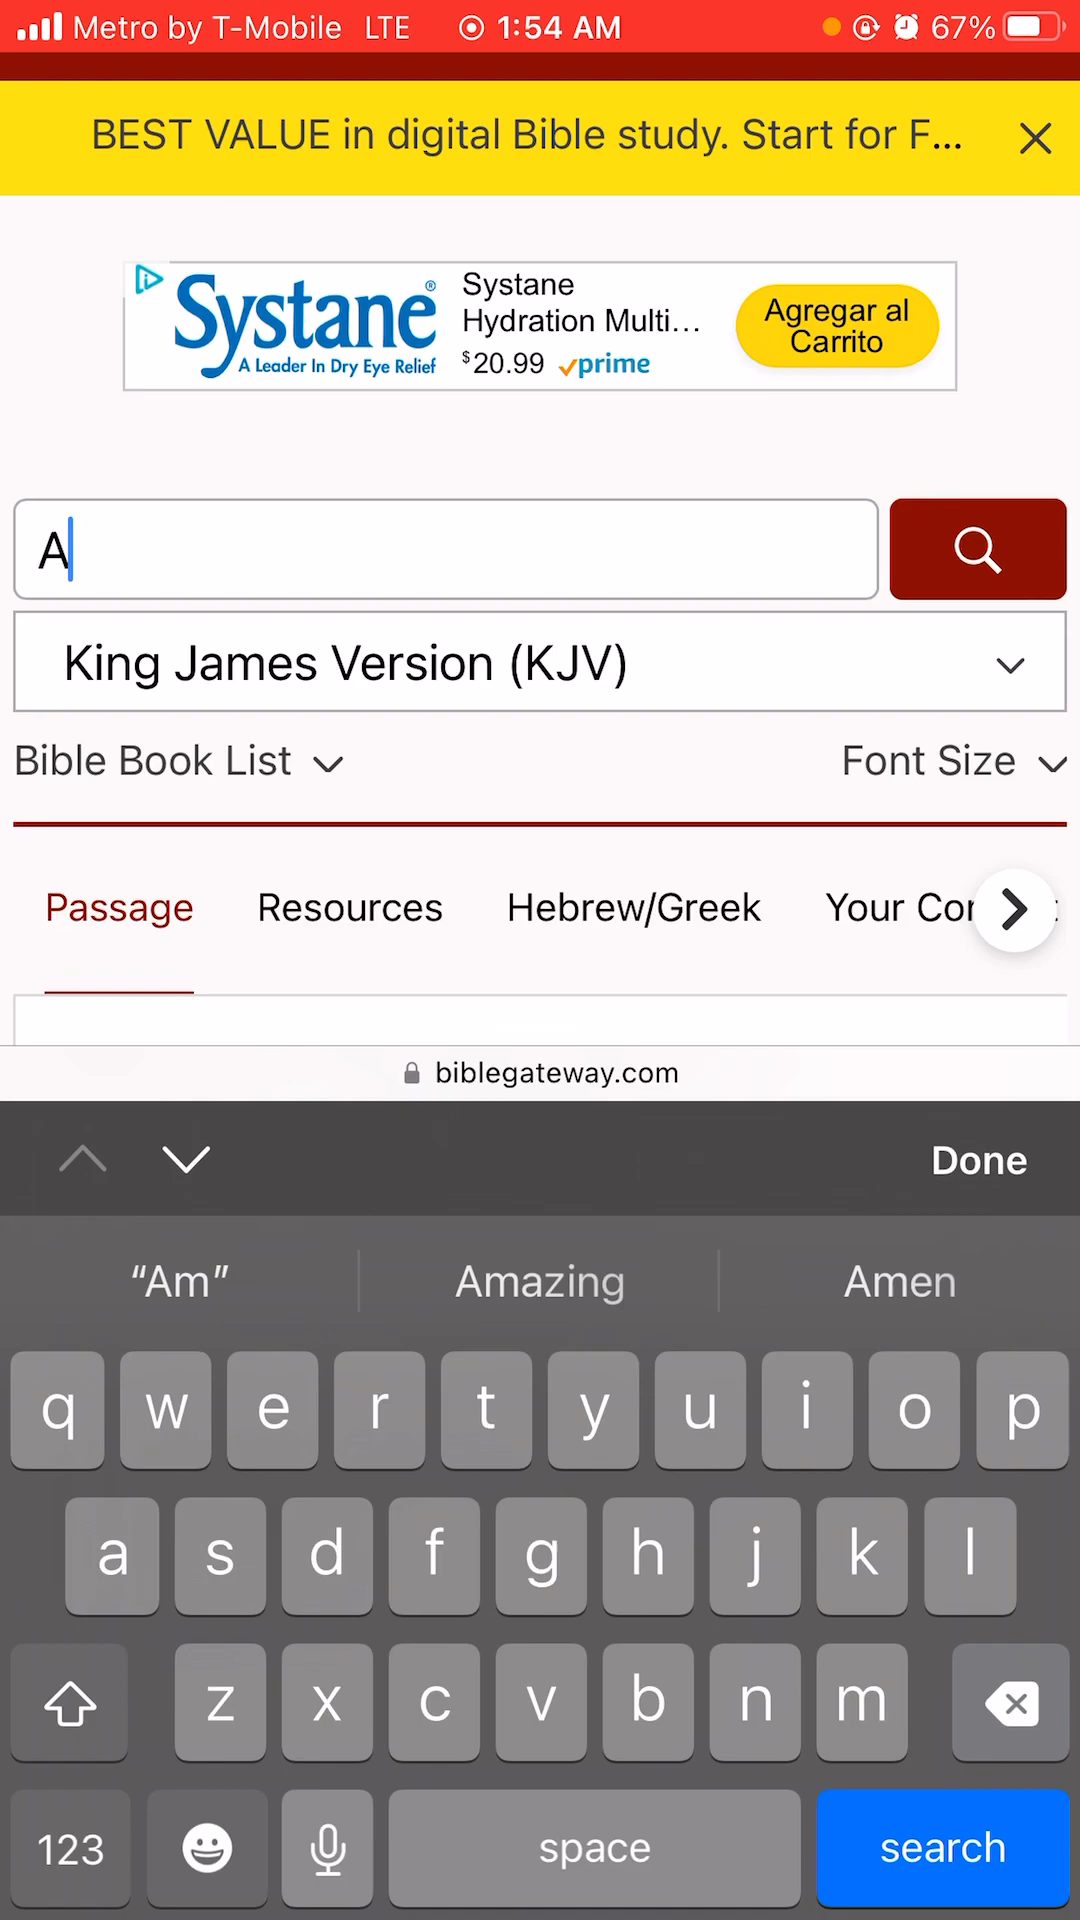 Metro by T-Mobile LTE 1:54 AM 67%
BEST VALUE in digital Bible study. Start for F...
Systane®
A Leader In Dry Eye Relief
Systane
Hydration Multi...
$20.99 prime
Agregar al
Carrito
A
King James Version (KJV)
Bible Book List Font Size
Passage Resources Hebrew/Greek Your Con
biblegateway.com
Done
“Am” Amazing Amen
q w e r t y u i o p
a s d f g h j k l
z x c v b n m
123 space search